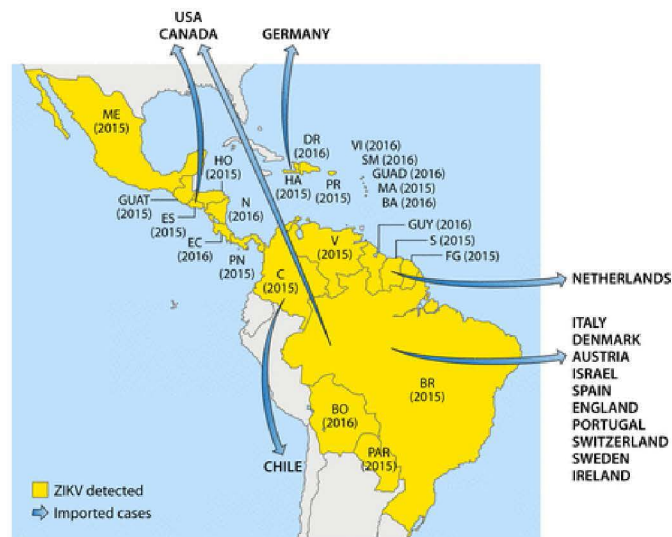 USA
CANADA
GERMANY
ME
(2015)
HO
(2015)
DR
(2016)
VI (2016)
SM (2016)
GUAD (2016)
MA (2015)
BA (2016)
HA
(2015)
PR
(2015)
GUAT
(2015)
ES
(2015)
N
(2016)
EC
(2016)
PN
(2015)
V
(2015)
GUY (2016)
S (2015)
FG (2015)
C
(2015)
NETHERLANDS
ITALY
DENMARK
AUSTRIA
ISRAEL
SPAIN
ENGLAND
PORTUGAL
SWITZERLAND
SWEDEN
IRELAND
BR
(2015)
BO
(2016)
PAR
(2015)
CHILE
ZIKV detected
Imported cases